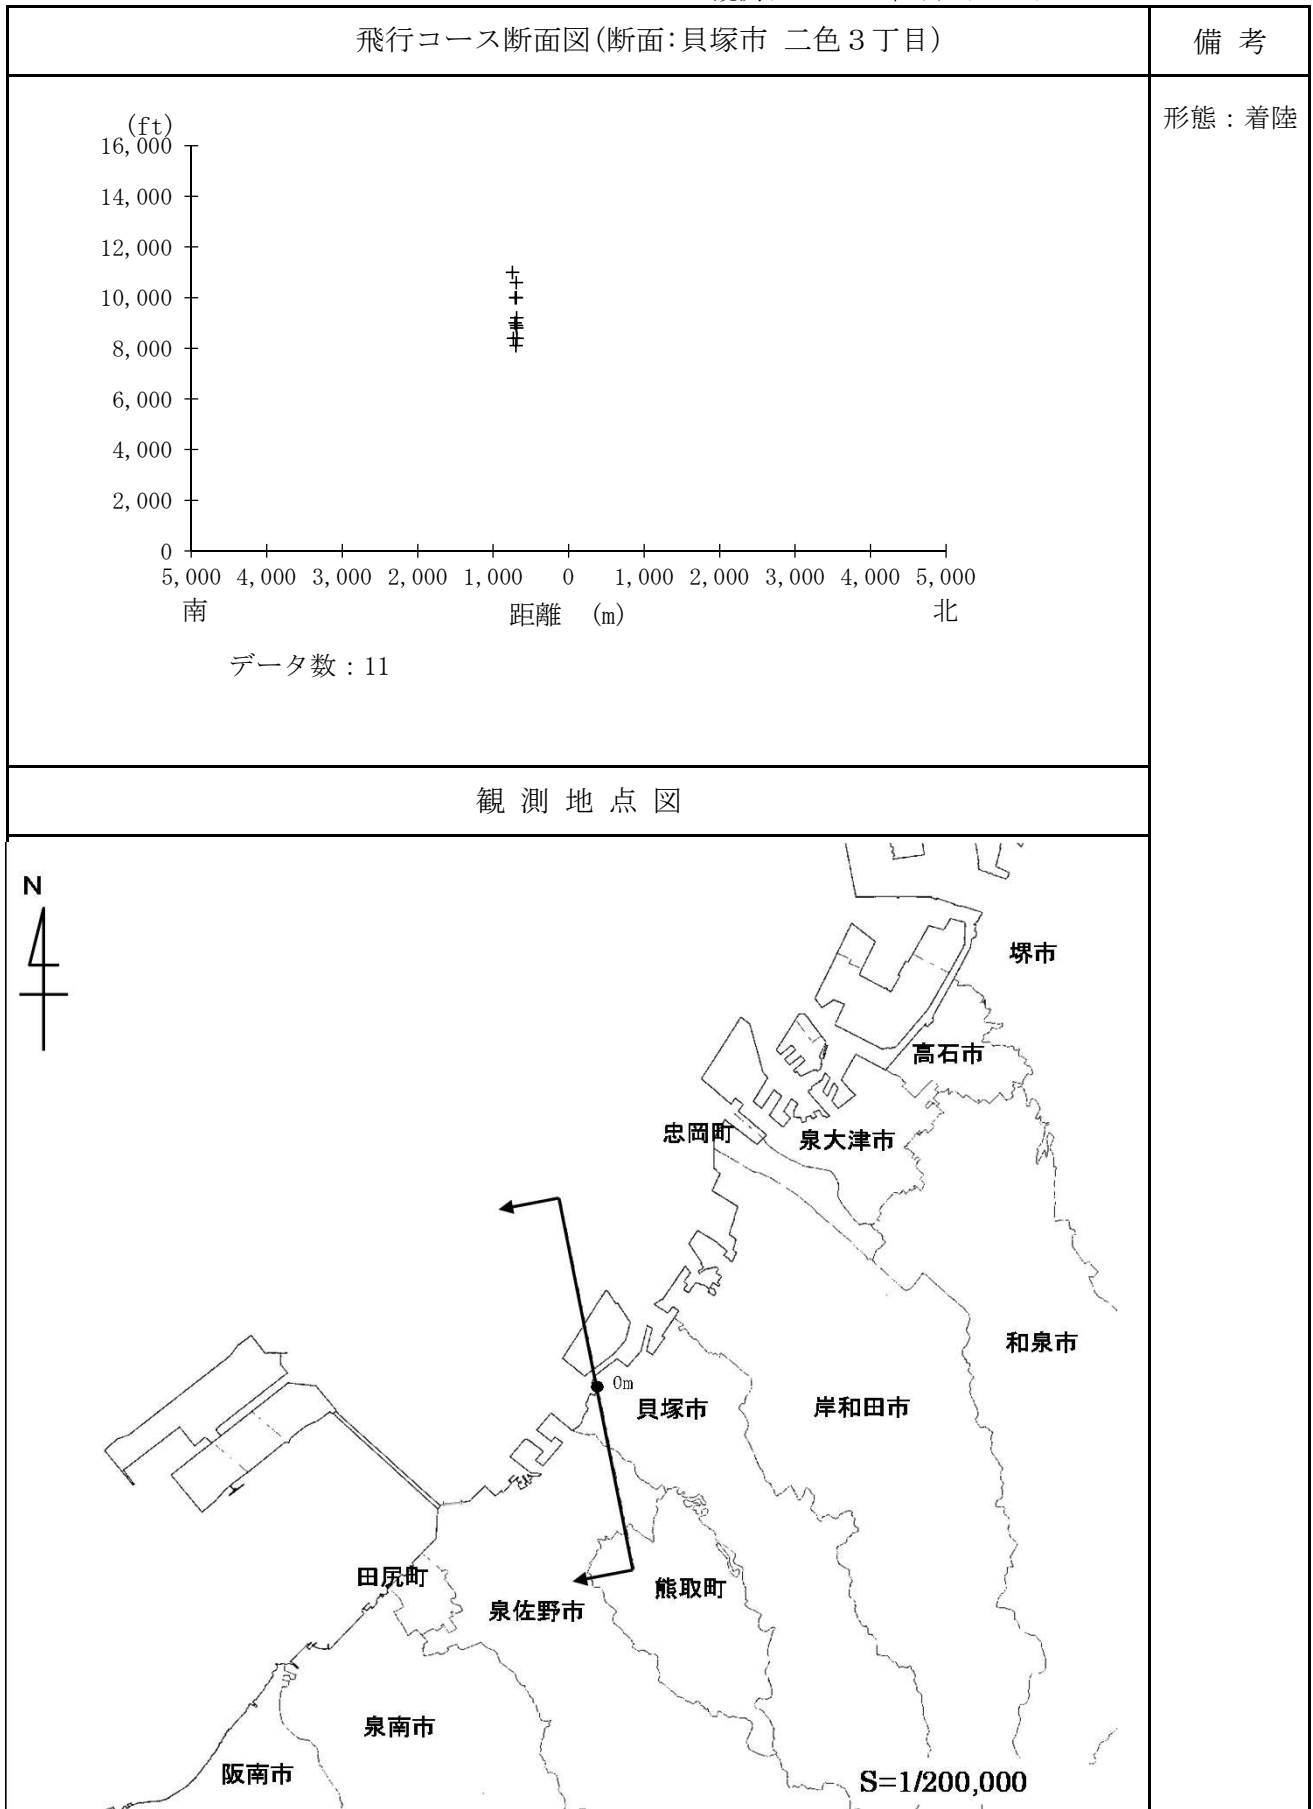 飛行コース断面図(断面:貝塚市 二色３丁目)
備 考
形態：着陸
(ft)
16,000
14,000
12,000
10,000
8,000
6,000
4,000
2,000
0
5,000 4,000 3,000 2,000 1,000 0 1,000 2,000 3,000 4,000 5,000
南 距離 (m) 北
データ数：11
観 測 地 点 図
N
堺市
高石市
忠岡町
泉大津市
和泉市
0m
貝塚市
岸和田市
田尻町
泉佐野市
熊取町
泉南市
阪南市
S=1/200,000